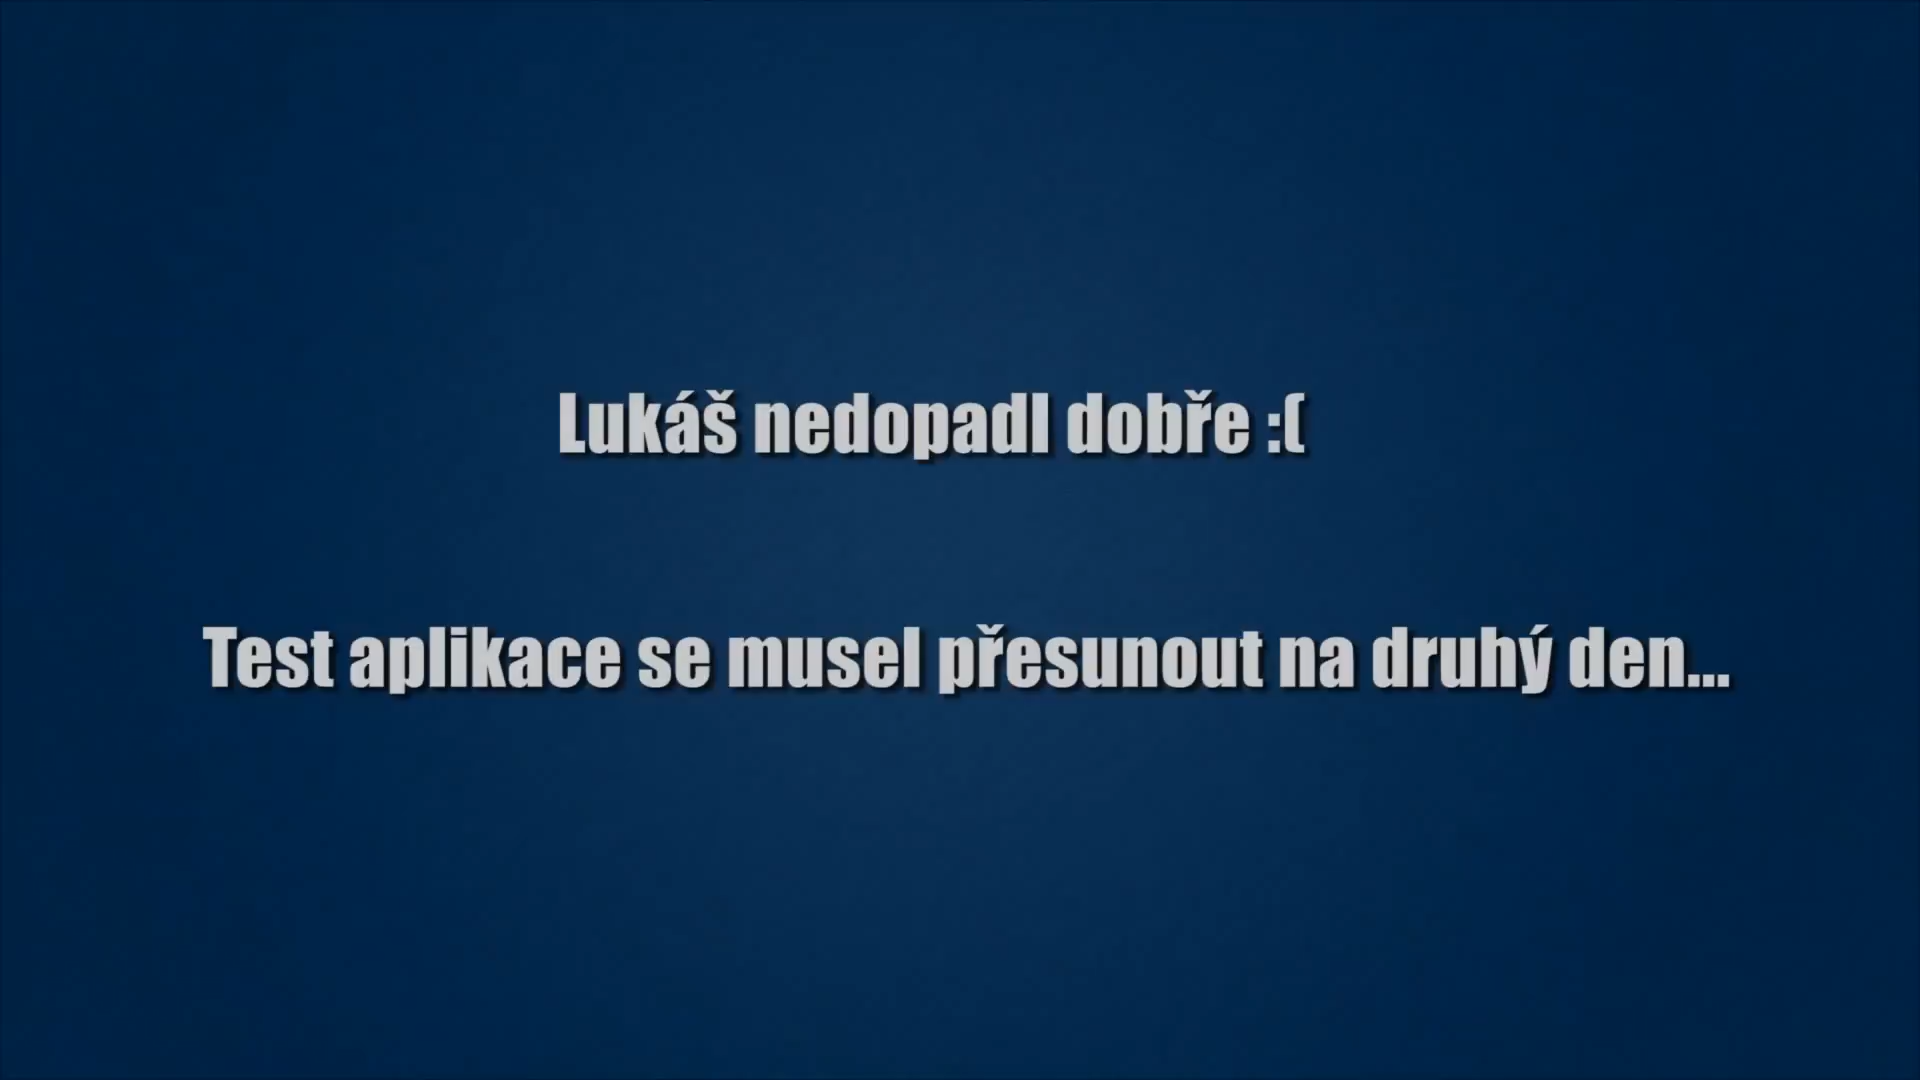 Lukáš nedopadl dobře :(
Test aplikace se musel přesunout na druhý den...